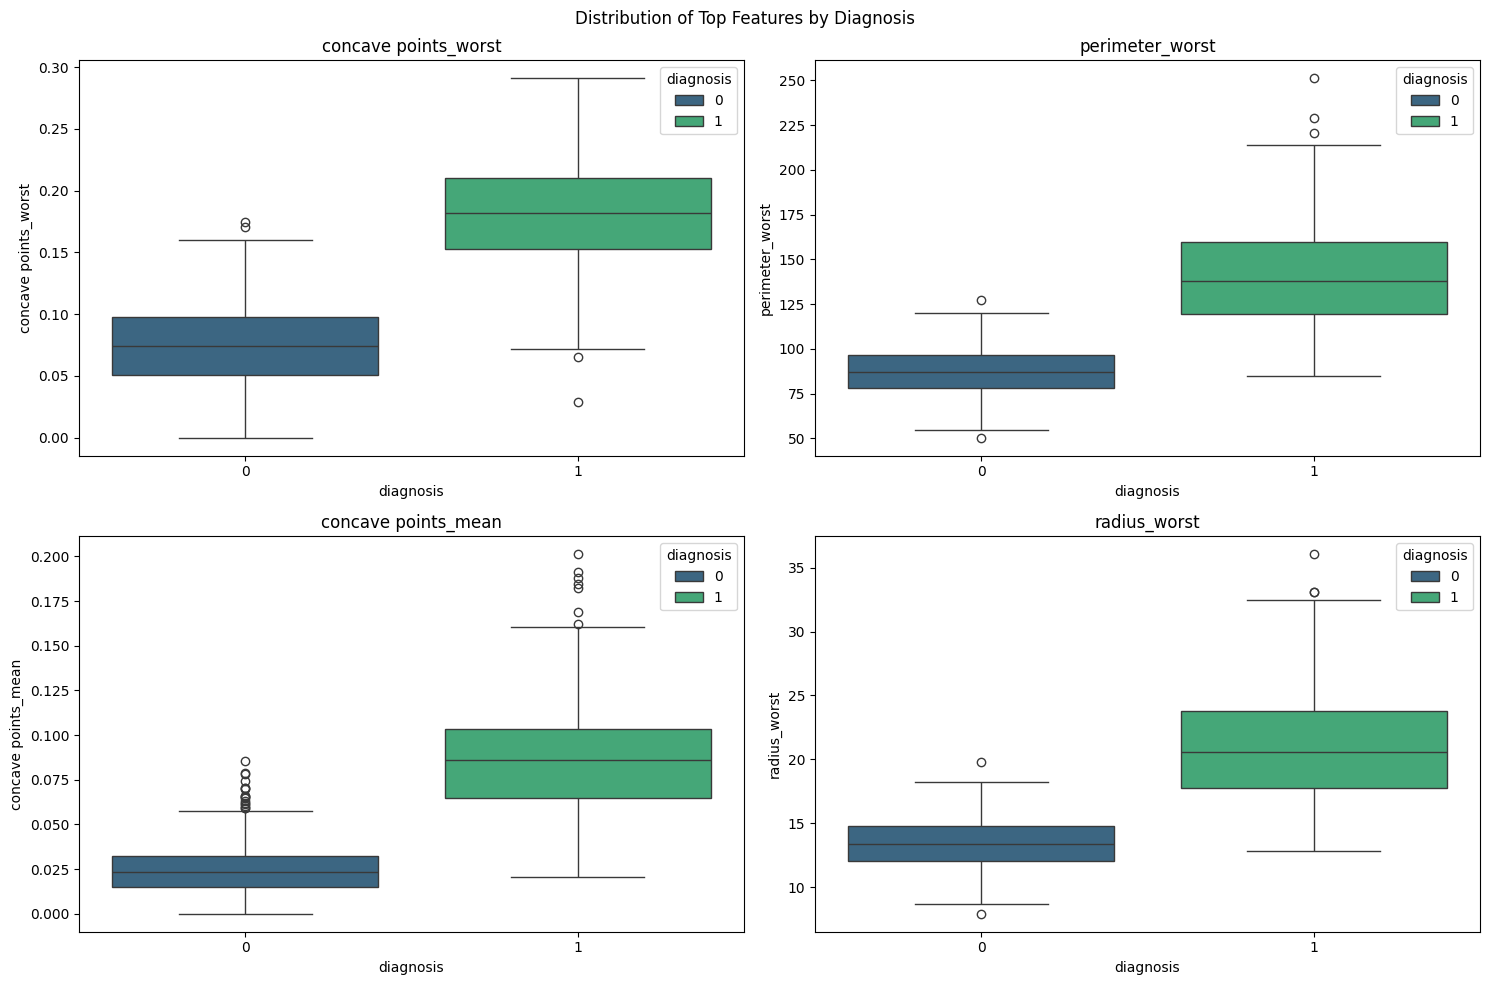 Distribution of Top Features by Diagnosis
concave points_worst
concave points_worst
0.30
0.25
0.20
0.15
0.10
0.05
0.00
diagnosis
0
1
0
1
diagnosis
perimeter_worst
perimeter_worst
250
225
200
175
150
125
100
75
50
diagnosis
0
1
0
1
diagnosis
concave points_mean
concave points_mean
0.200
0.175
0.150
0.125
0.100
0.075
0.050
0.025
0.000
diagnosis
0
1
0
1
diagnosis
radius_worst
radius_worst
35
30
25
20
15
10
diagnosis
0
1
0
1
diagnosis